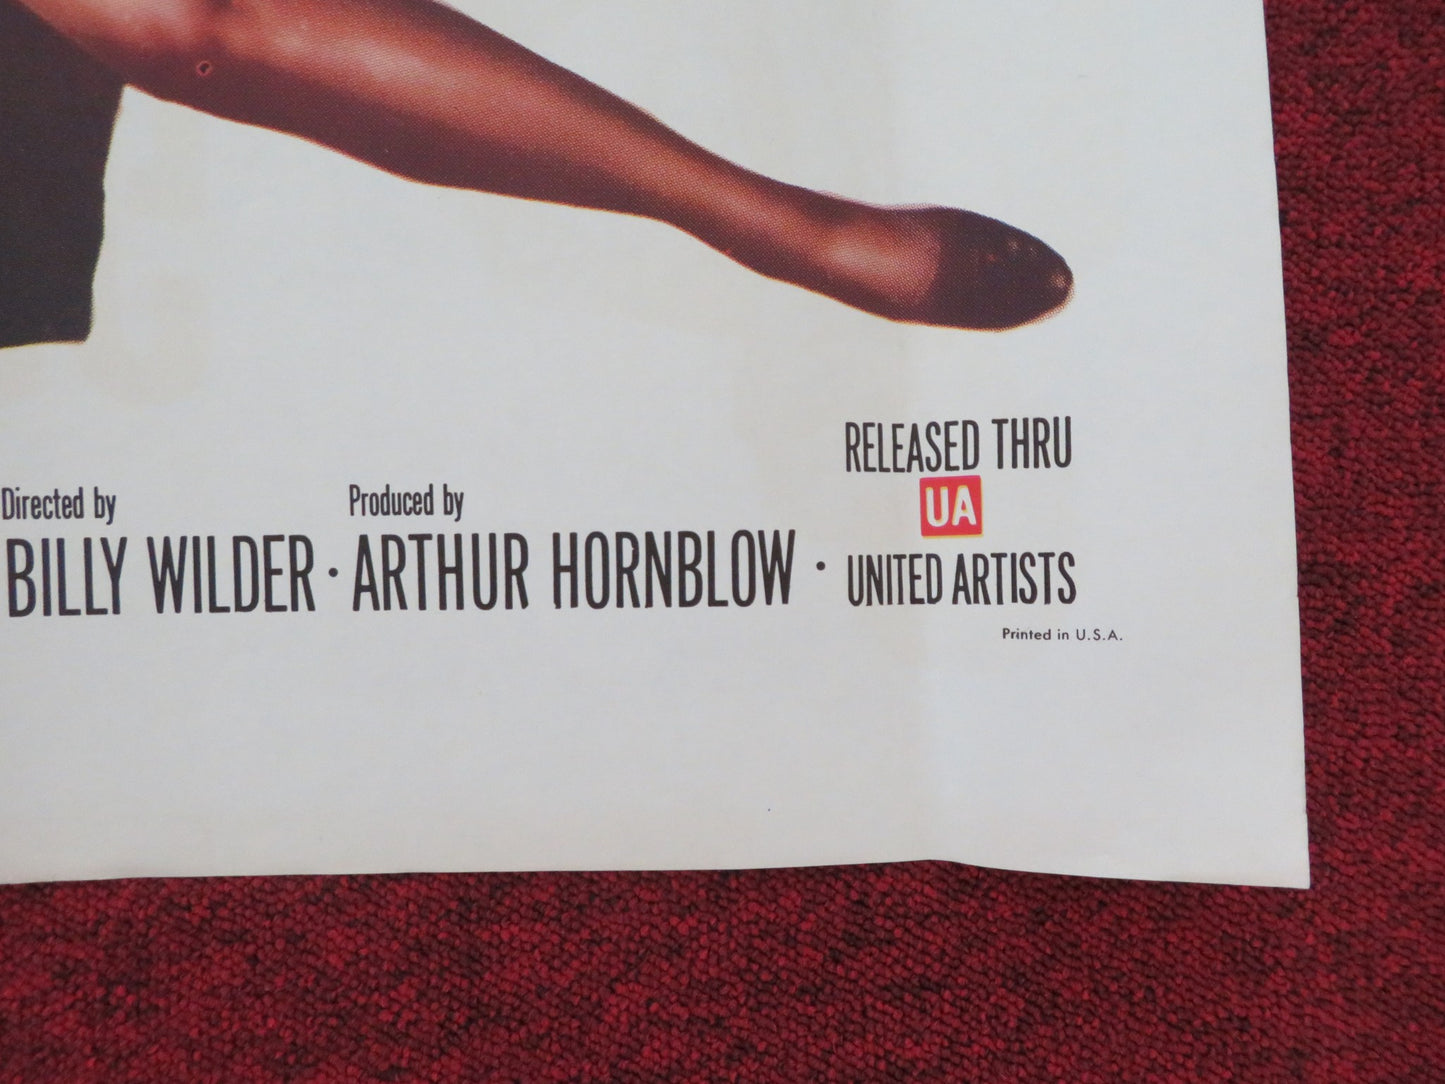 Directed by
BILLY WILDER ·
Produced by
ARTHUR HORNBLOW ·
RELEASED THRU
UA
UNITED ARTISTS
Printed in U.S.A.